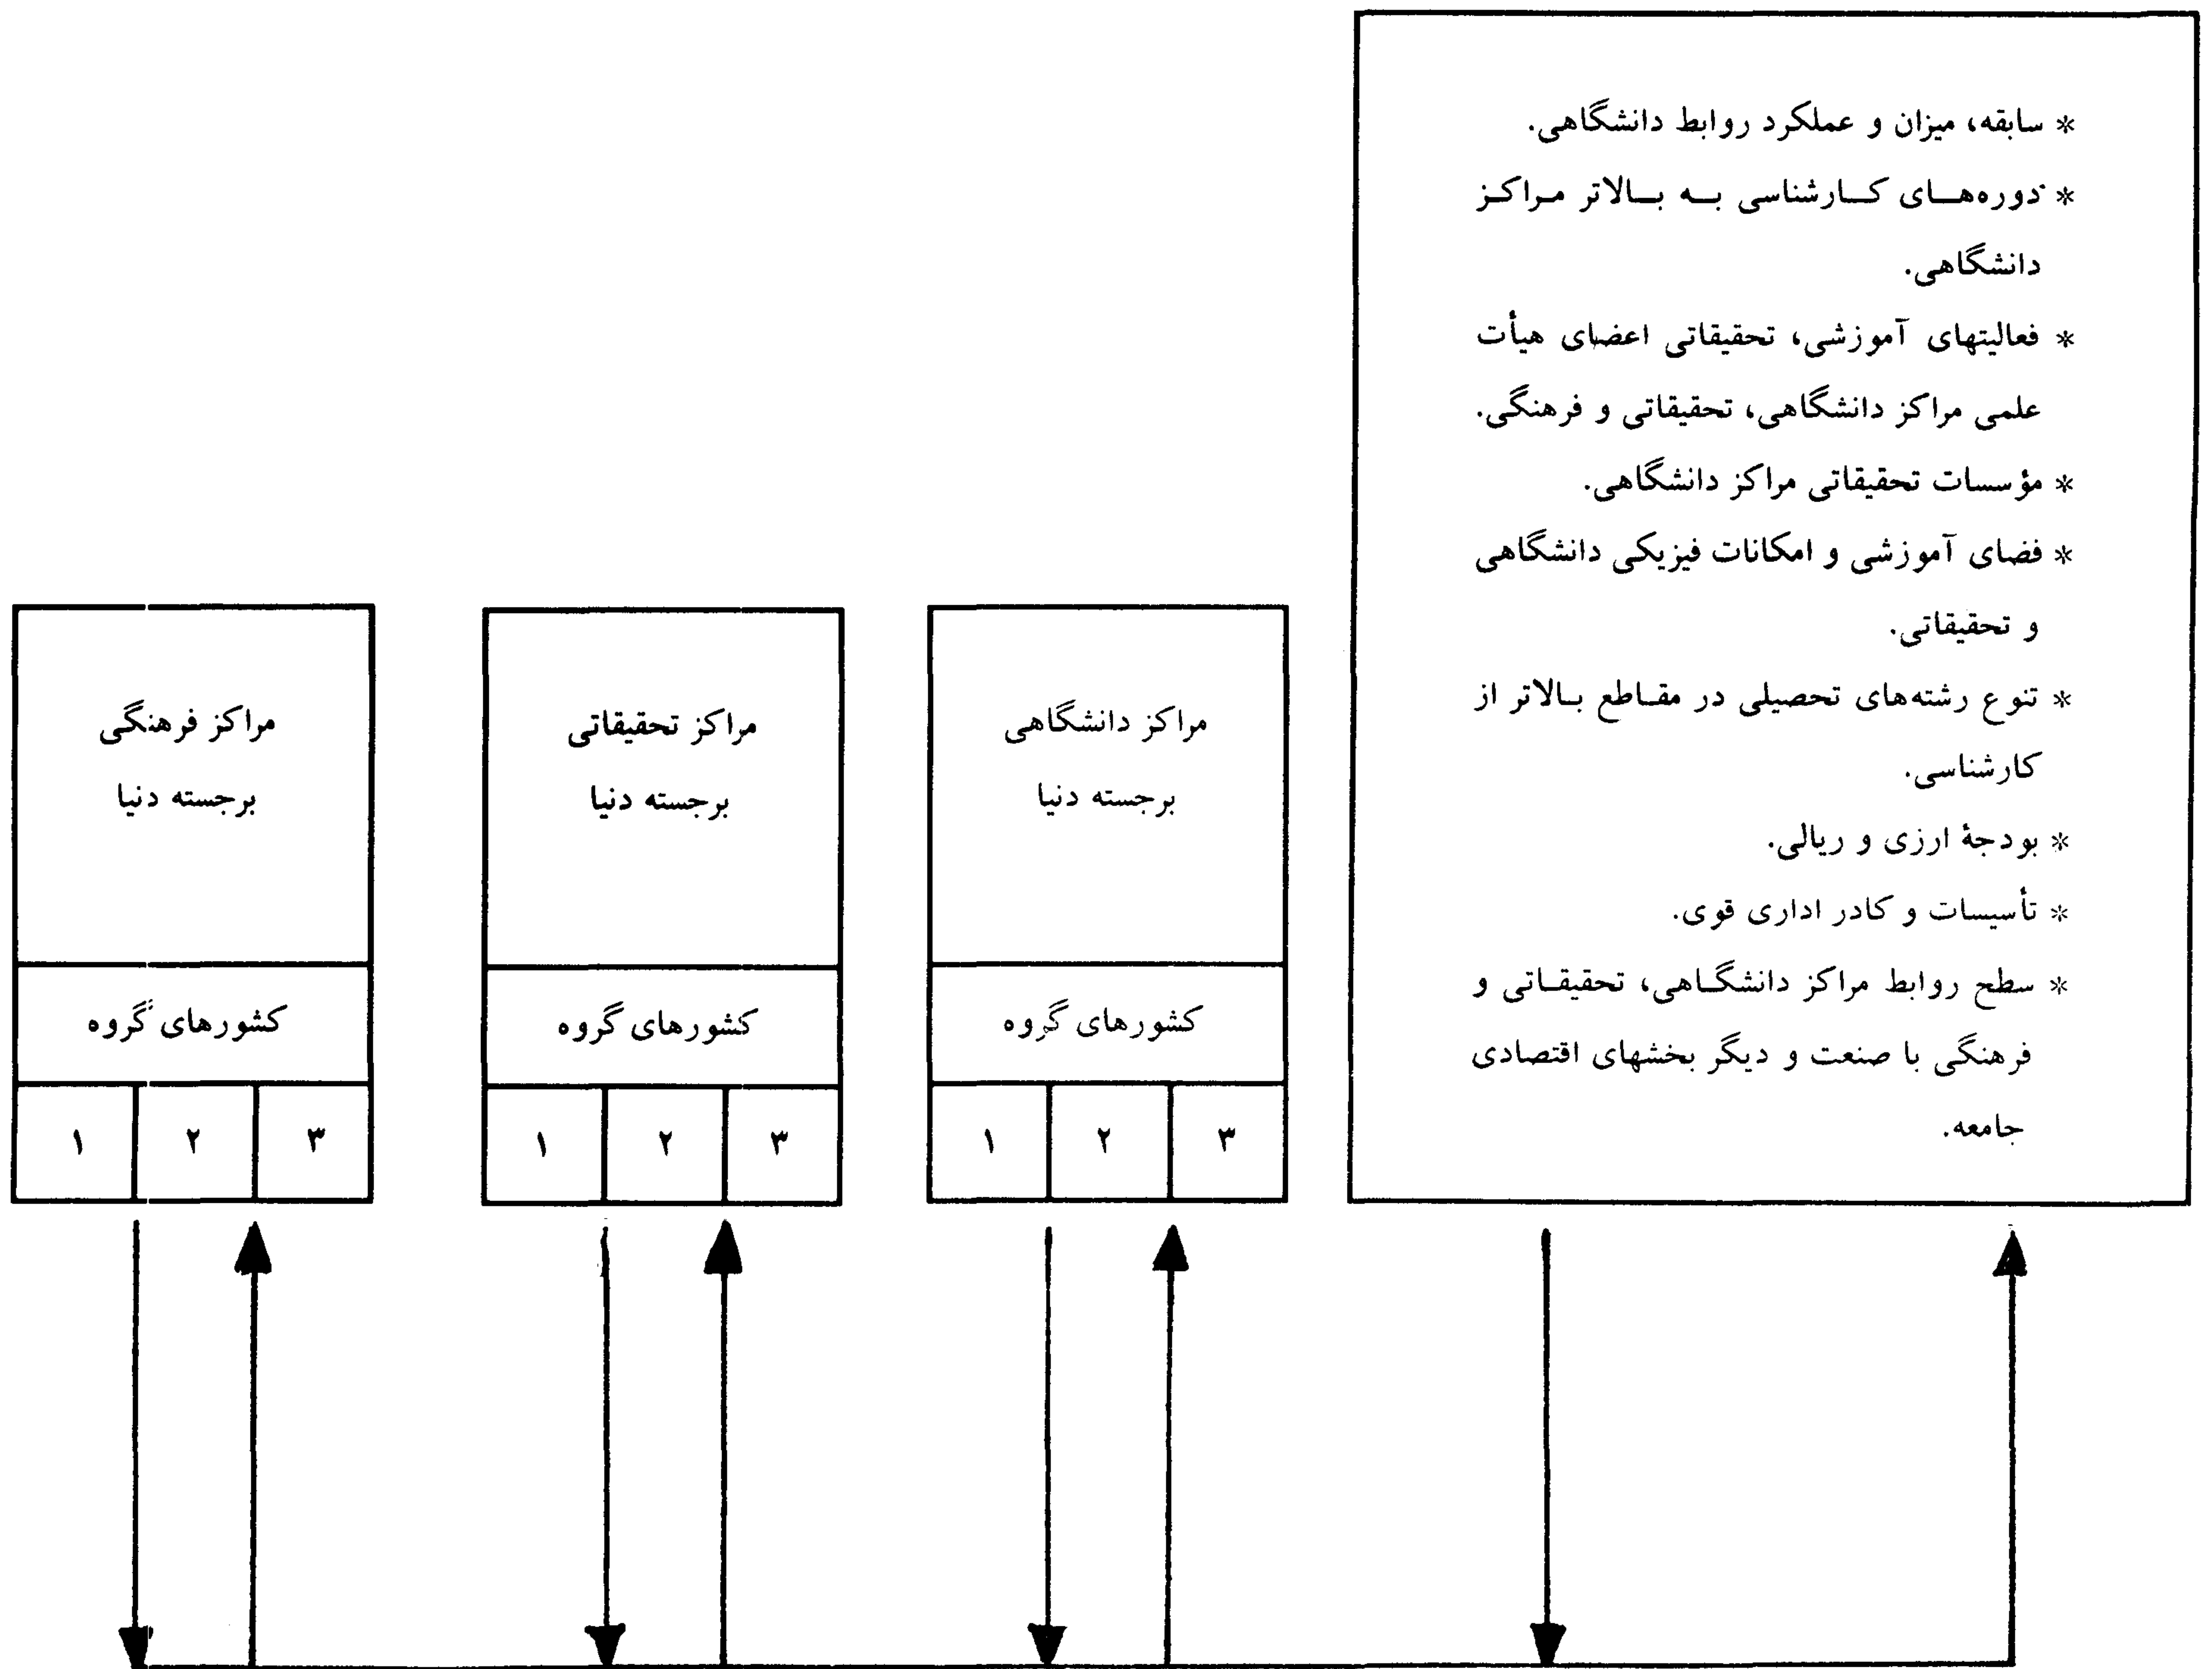 * سابقه، میزان و عملکرد روابط دانشگاهی.
* دوره‌های کارشناسی به بالاتر مراکز
دانشگاهی.
* فعالیتهای آموزشی، تحقیقاتی اعضای هیأت
علمی مراکز دانشگاهی، تحقیقاتی و فرهنگی.
* مؤسسات تحقیقاتی مراکز دانشگاهی.
* فضای آموزشی و امکانات فیزیکی دانشگاهی
و تحقیقاتی.
* تنوع رشته‌های تحصیلی در مقاطع بالاتر از
کارشناسی.
* بودجهٔ ارزی و ریالی.
* تأسیسات و کادر اداری قوی.
* سطح روابط مراکز دانشگاهی، تحقیقاتی و
فرهنگی با صنعت و دیگر بخشهای اقتصادی
جامعه.
مراکز دانشگاهی
برجسته دنیا
کشورهای گروه
۳
۲
۱
مراکز تحقیقاتی
برجسته دنیا
کشورهای گروه
۳
۲
۱
مراکز فرهنگی
برجسته دنیا
کشورهای گروه
۳
۲
۱